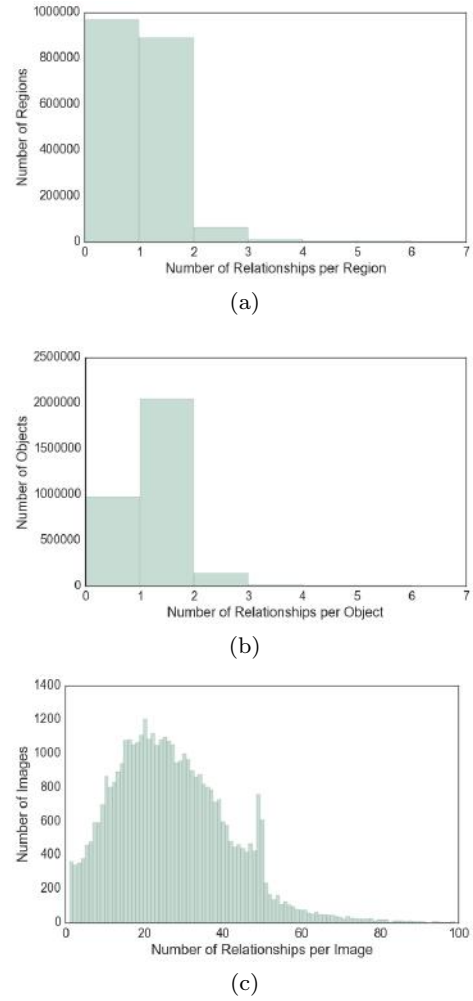 1000000
800000
600000
400000
200000
0
Number of Regions
0 1 2 3 4 5 6 7
Number of Relationships per Region
(a)
2500000
2000000
1500000
1000000
500000
0
Number of Objects
0 1 2 3 4 5 6 7
Number of Relationships per Object
(b)
1400
1200
1000
800
600
400
200
0
Number of Images
0 20 40 60 80 100
Number of Relationships per Image
(c)